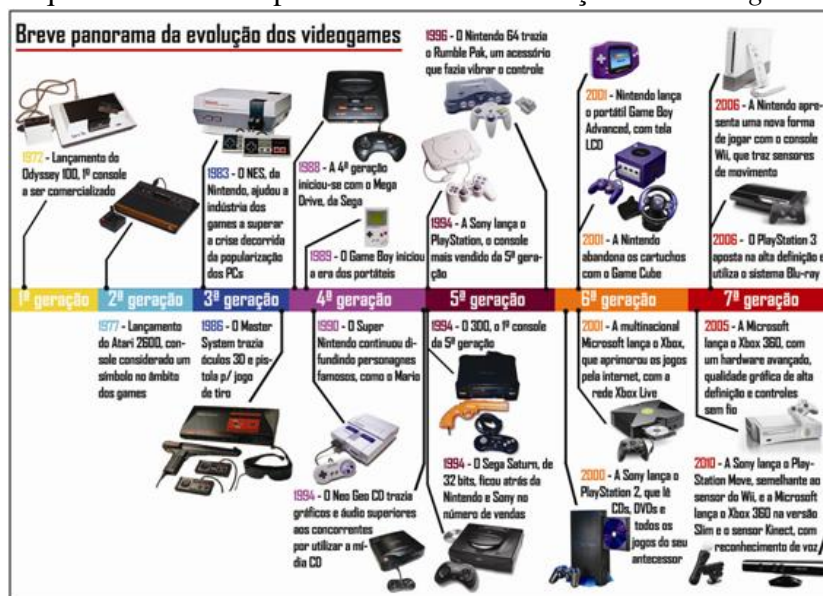 Breve panorama da evolução dos videogames
1972 - Lançamento do
Odyssey 100, 1º console
a ser comercializado
1983 - O NES, da
Nintendo, ajudou a
indústria dos
games a superar
a crise decorrida
da popularização
dos PCs
1988 - A 4ª geração
iniciou-se com o Mega
Drive, da Sega
1989 - O Game Boy iniciou
a era dos portáteis
1996 - O Nintendo 64 trazia
o Rumble Pak, um acessório
que fazia vibrar o controle
1994 - A Sony lança o
PlayStation, o console
mais vendido da 5ª gera-
ção
2001 - Nintendo lança
o portátil Game Boy
Advanced, com tela
LCD
2001 - A Nintendo
abandona os cartuchos
com o Game Cube
2006 - A Nintendo apre-
senta uma nova forma
de jogar com o console
Wii, que traz sensores
de movimento
2006 - O PlayStation 3
aposta na alta definição e
utiliza o sistema Blu-ray
1ª geração 2ª geração 3ª geração 4ª geração 5ª geração 6ª geração 7ª geração
1977 - Lançamento
do Atari 2600, con-
sole considerado um
símbolo no âmbito
dos games
1986 - O Master
System trazia
óculos 3D e pis-
tola p/ jogo
de tiro
1990 - O Super
Nintendo continuou di-
fundindo personagnes
famosos, como o Mario
1994 - O Neo Geo CD trazia
gráficos e áudio superiores
aos concorrentes
por utilizar a mí-
dia CD
1994 - O 3DO, o 1º console
da 5ª geração
1994 - O Sega Saturn, de
32 bits, ficou atrás da
Nintendo e Sony no
número de vendas
2001 - A multinacional
Microsoft lança o Xbox,
que aprimorou os jogos
pela internet, com a
rede Xbox Live
2000 - A Sony lança o
PlayStation 2, que lê
CDs, DVDs e
todos os
jogos do seu
antecessor
2005 - A Microsoft
lança o Xbox 360, com
um hardware avançado,
qualidade gráfica de alta
definição e controles
sem fio
2010 - A Sony lança o Play-
Station Move, semelhante ao
sensor do Wii, e a Microsoft
lança o Xbox 360 na versão
Slim e o sensor Kinect, com
reconhecimento de voz